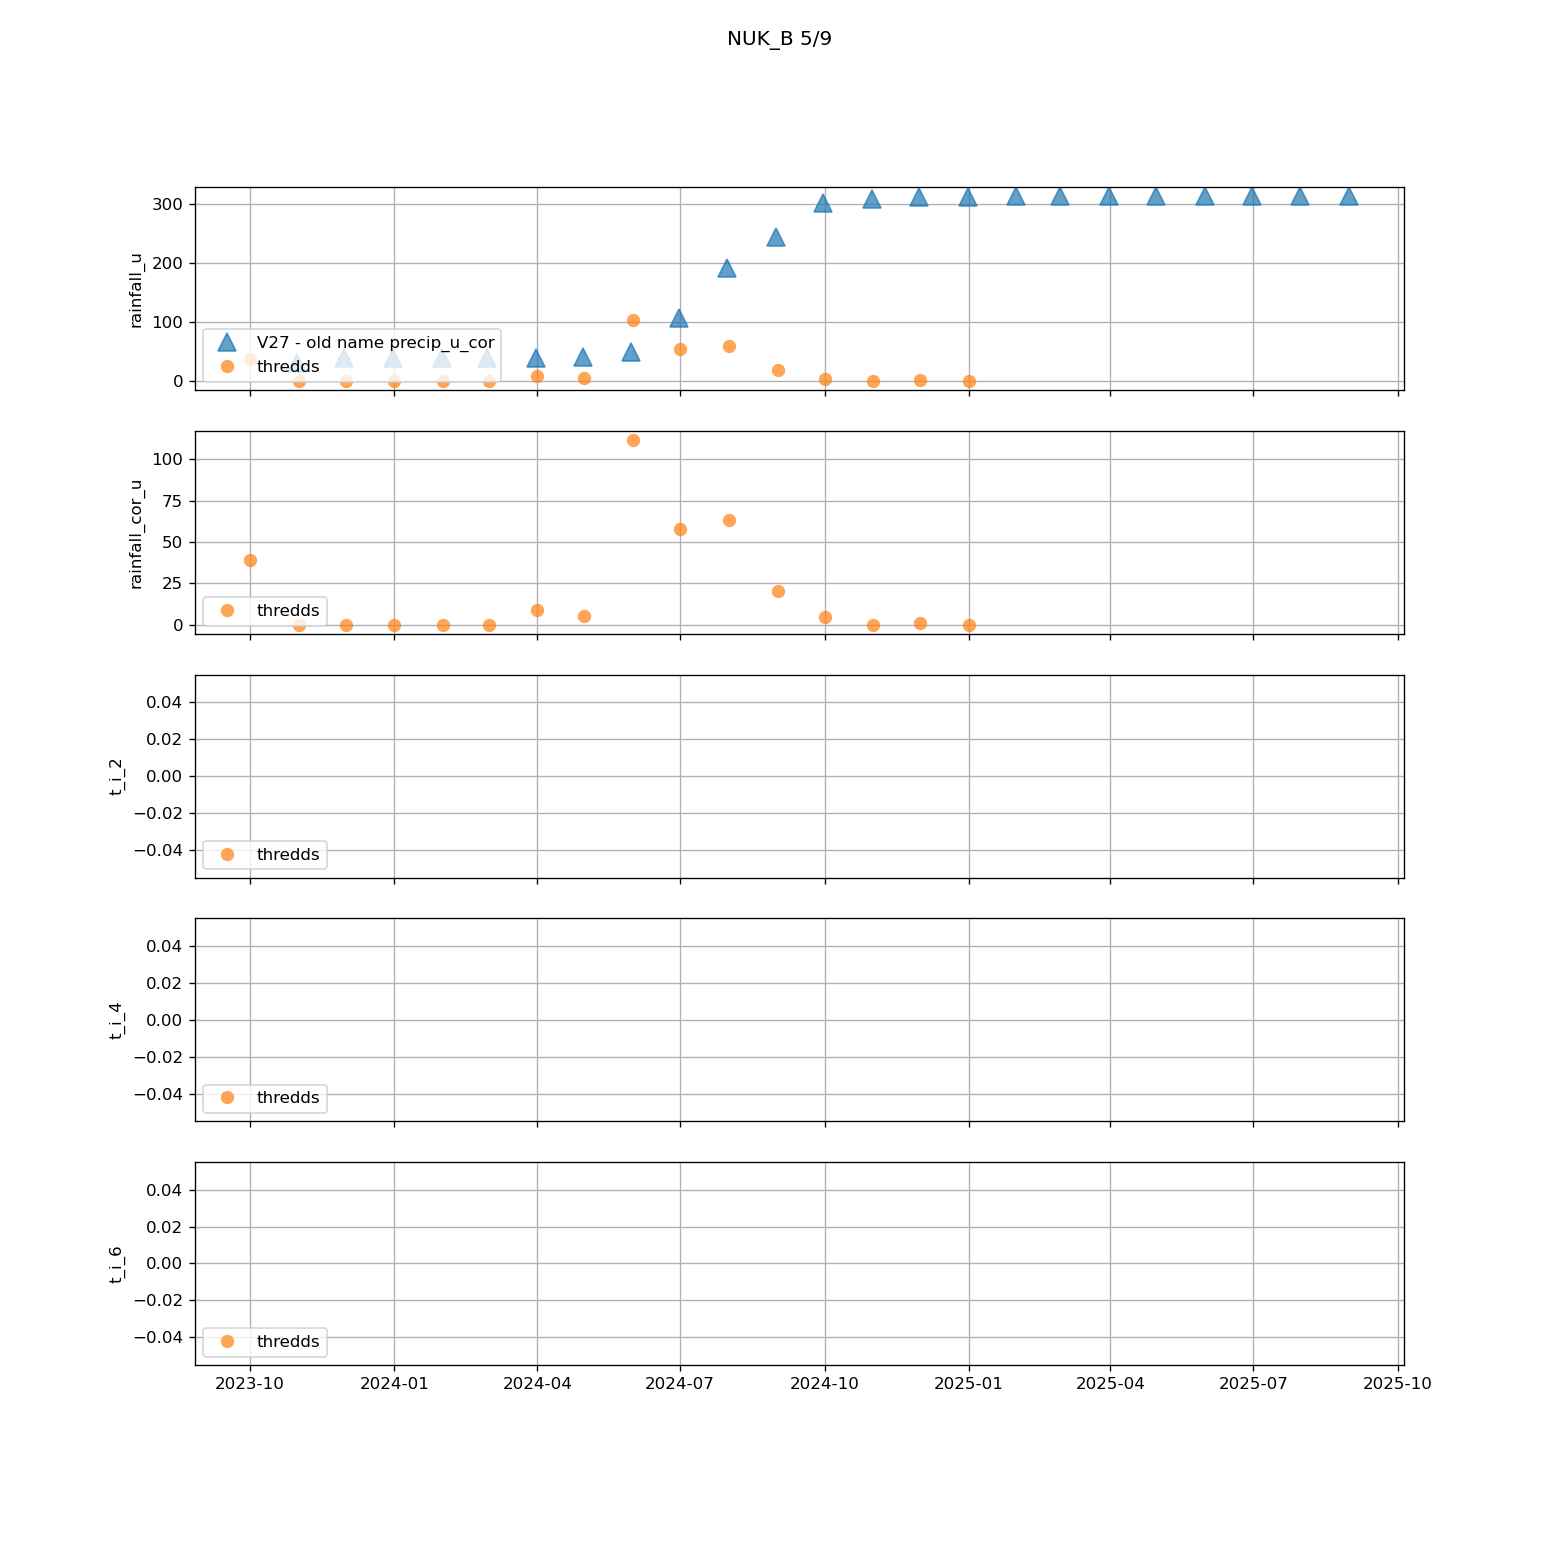 NUK_B 5/9
300
200
100
0
rainfall_u
V27 - old name precip_u_cor
thredds
100
75
50
25
0
rainfall_cor_u
thredds
0.04
0.02
0.00
−0.02
−0.04
t_i_2
thredds
0.04
0.02
0.00
−0.02
−0.04
t_i_4
thredds
0.04
0.02
0.00
−0.02
−0.04
t_i_6
thredds
2023-10 2024-01 2024-04 2024-07 2024-10 2025-01 2025-04 2025-07 2025-10